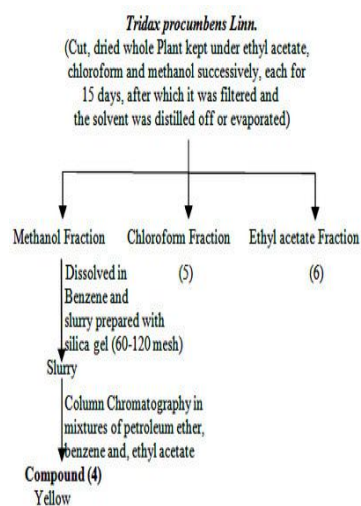 Tridax procumbens Linn.
(Cut, dried whole Plant kept under ethyl acetate,
chloroform and methanol successively, each for
15 days, after which it was filtered and
the solvent was distilled off or evaporated)
Methanol Fraction
Chloroform Fraction
Ethyl acetate Fraction
(5)
(6)
Dissolved in
Benzene and
slurry prepared with
silica gel (60-120 mesh)
Slurry
Column Chromatography in
mixtures of petroleum ether,
benzene and, ethyl acetate
Compound (4)
Yellow